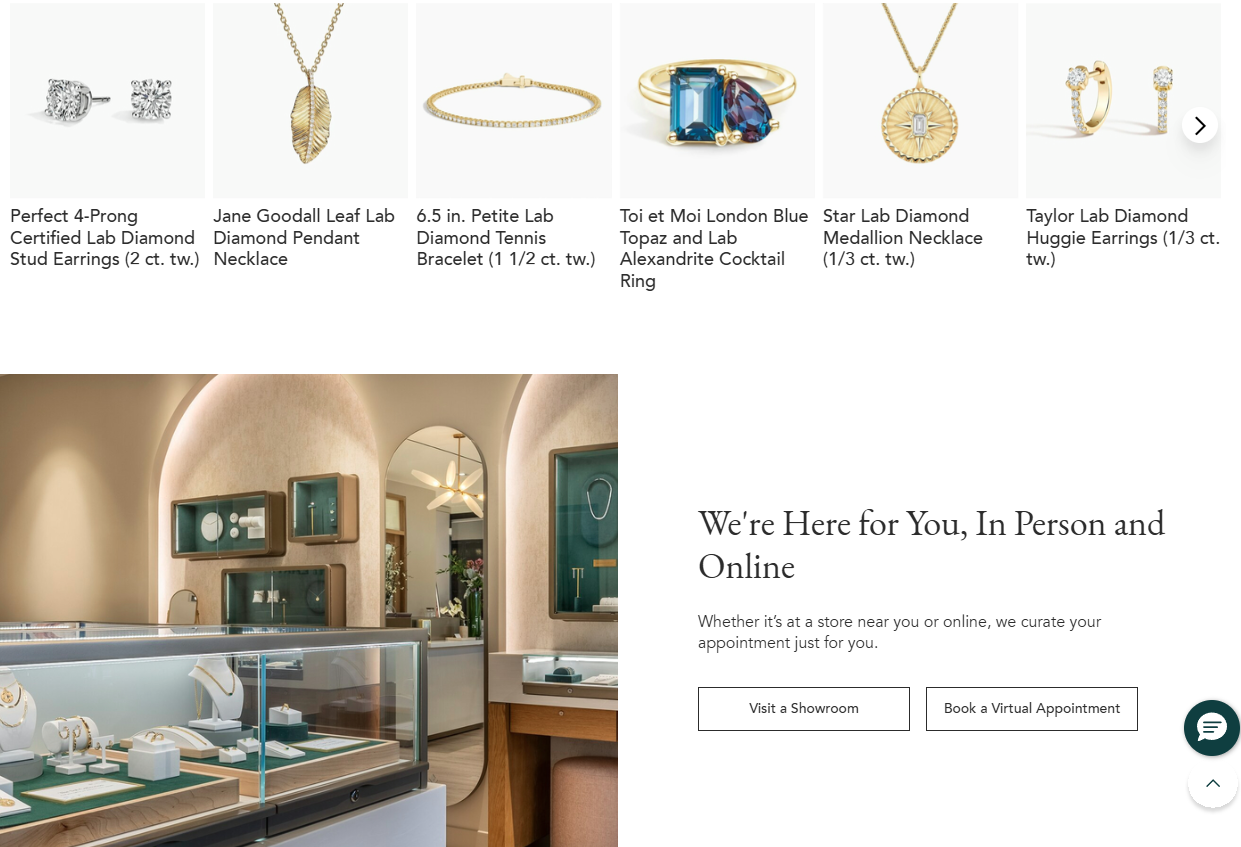 Perfect 4-Prong
Certified Lab Diamond
Stud Earrings (2 ct. tw.)
Jane Goodall Leaf Lab
Diamond Pendant
Necklace
6.5 in. Petite Lab
Diamond Tennis
Bracelet (1 1/2 ct. tw.)
Toi et Moi London Blue
Topaz and Lab
Alexandrite Cocktail
Ring
Star Lab Diamond
Medallion Necklace
(1/3 ct. tw.)
Taylor Lab Diamond
Huggie Earrings (1/3 ct.
tw.)
We're Here for You, In Person and
Online
Whether it’s at a store near you or online, we curate your
appointment just for you.
Visit a Showroom
Book a Virtual Appointment